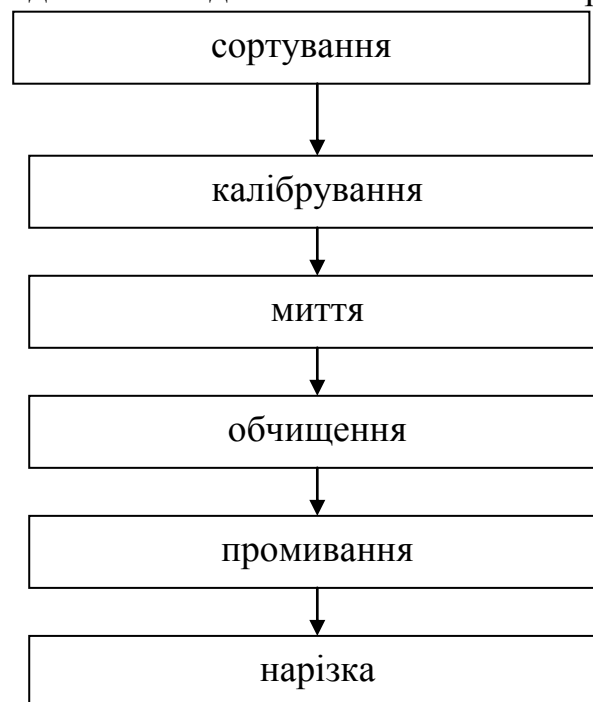 сортування
калібрування
миття
обчищення
промивання
нарізка